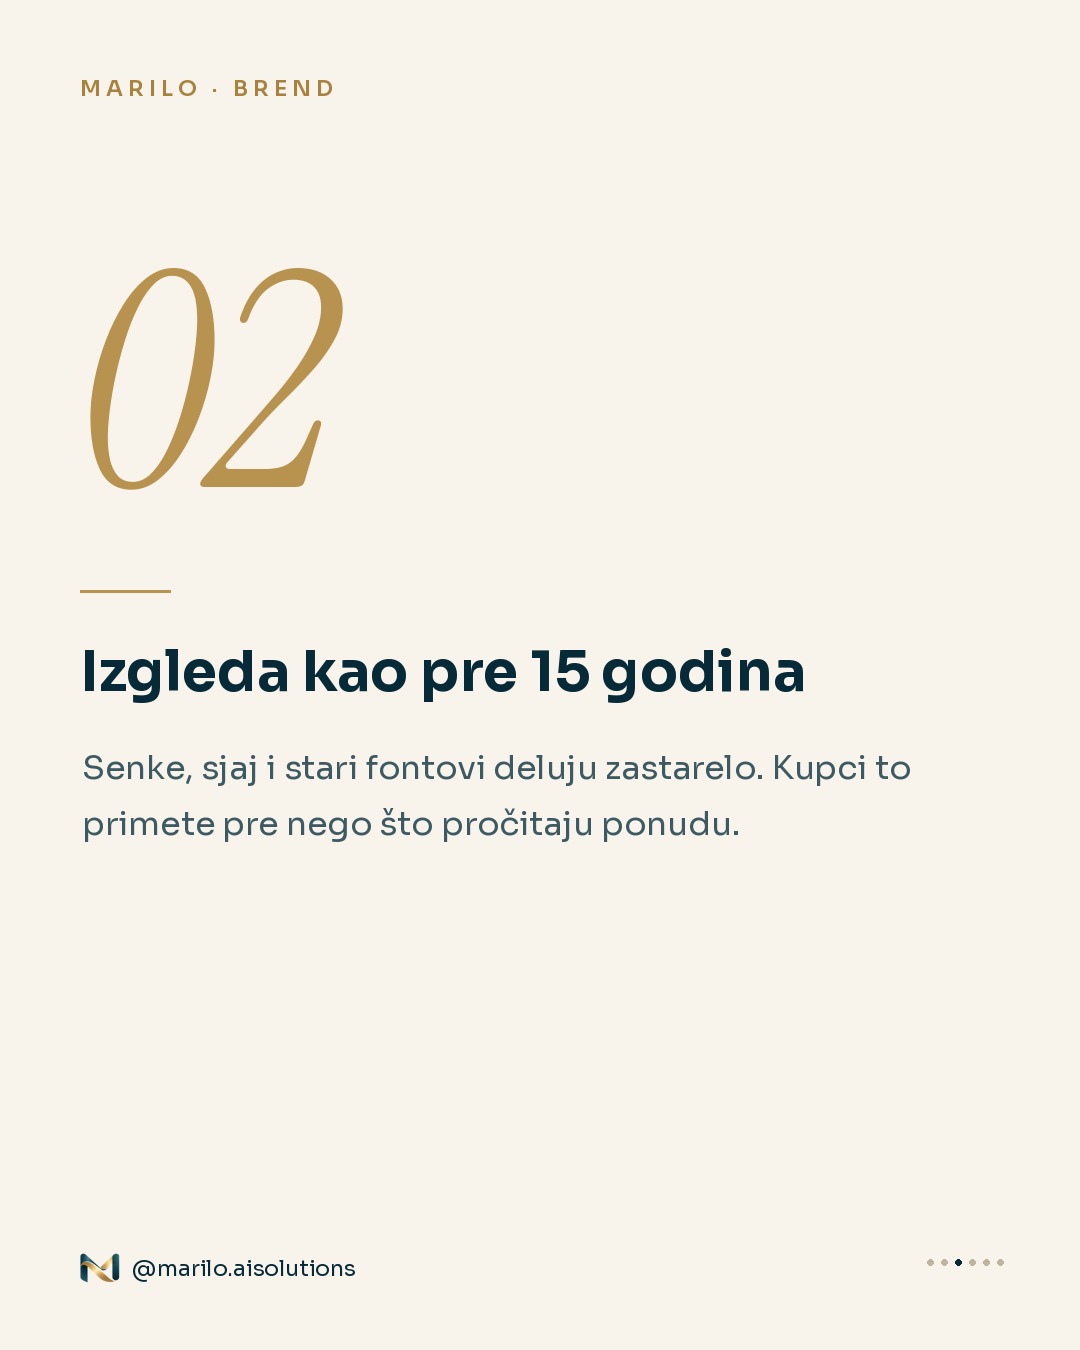 MARILO · BREND
02
Izgleda kao pre 15 godina
Senke, sjaj i stari fontovi deluju zastarelo. Kupci to
primete pre nego što pročitaju ponudu.
@marilo.aisolutions